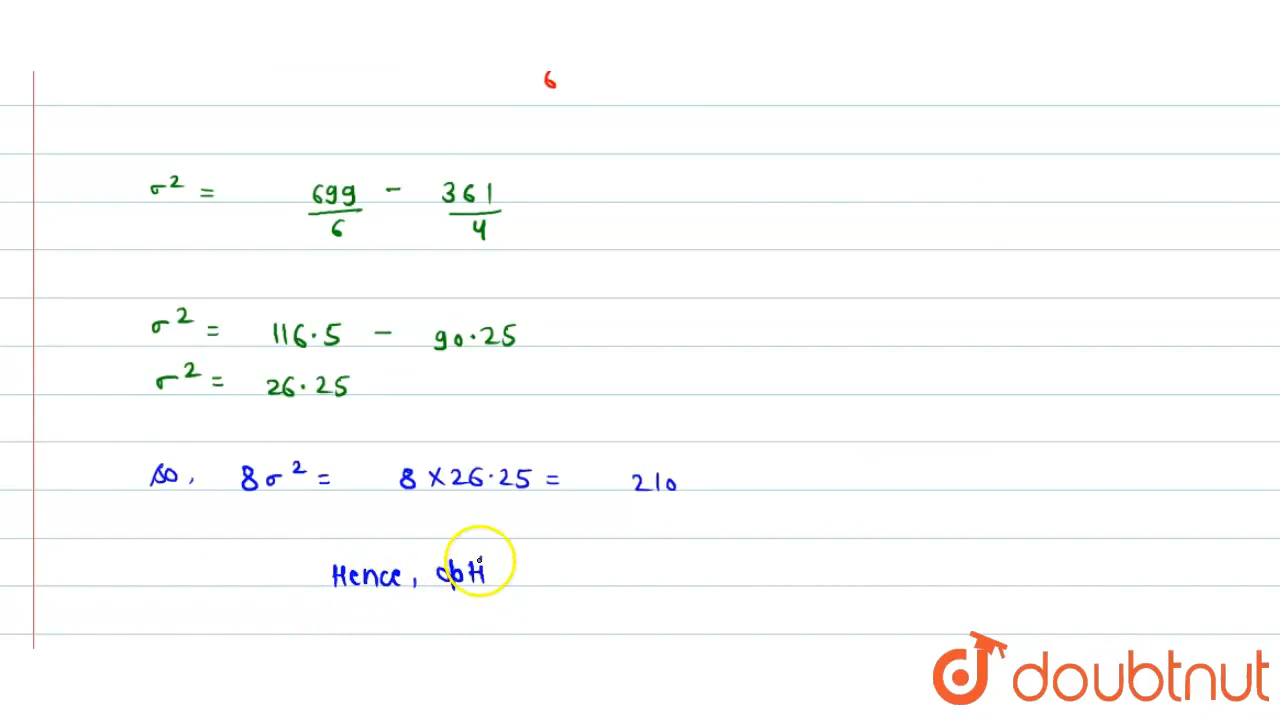 6
σ² = 699/6 - 361/4
σ² = 116.5 - 90.25
σ² = 26.25
so, 8σ² = 8 × 26.25 = 210
Hence, opti
doubtnut